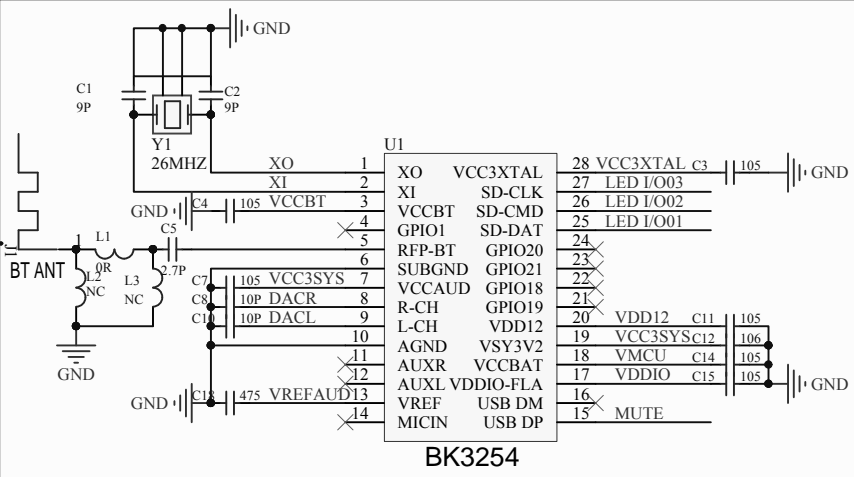 GND
C1
C2
9P
9P
Y1
26MHZ
U1
XO
1
XO
VCC3XTAL
28
VCC3XTAL
C3
105
GND
XI
2
XI
SD-CLK
27
LED I/O03
GND
C4
105
VCCBT
3
VCCBT
SD-CMD
26
LED I/O02
4
GPIO1
SD-DAT
25
LED I/O01
J1
BT ANT
1
L1
0R
C5
2.7P
5
RFP-BT
GPIO20
24
L2
NC
L3
NC
6
SUBGND
GPIO21
23
C7
105
VCC3SYS
7
VCCAUD
GPIO18
22
C8
10P
DACR
8
R-CH
GPIO19
21
C10
10P
DACL
9
L-CH
VDD12
20
VDD12
C11
105
10
AGND
VSY3V2
19
VCC3SYS
C12
106
GND
11
AUXR
VCCBAT
18
VMCU
C14
105
12
AUXL
VDDIO-FLA
17
VDDIO
C15
105
GND
GND
475
VREFAUD
13
VREF
USB DM
16
14
MICIN
USB DP
15
MUTE
BK3254